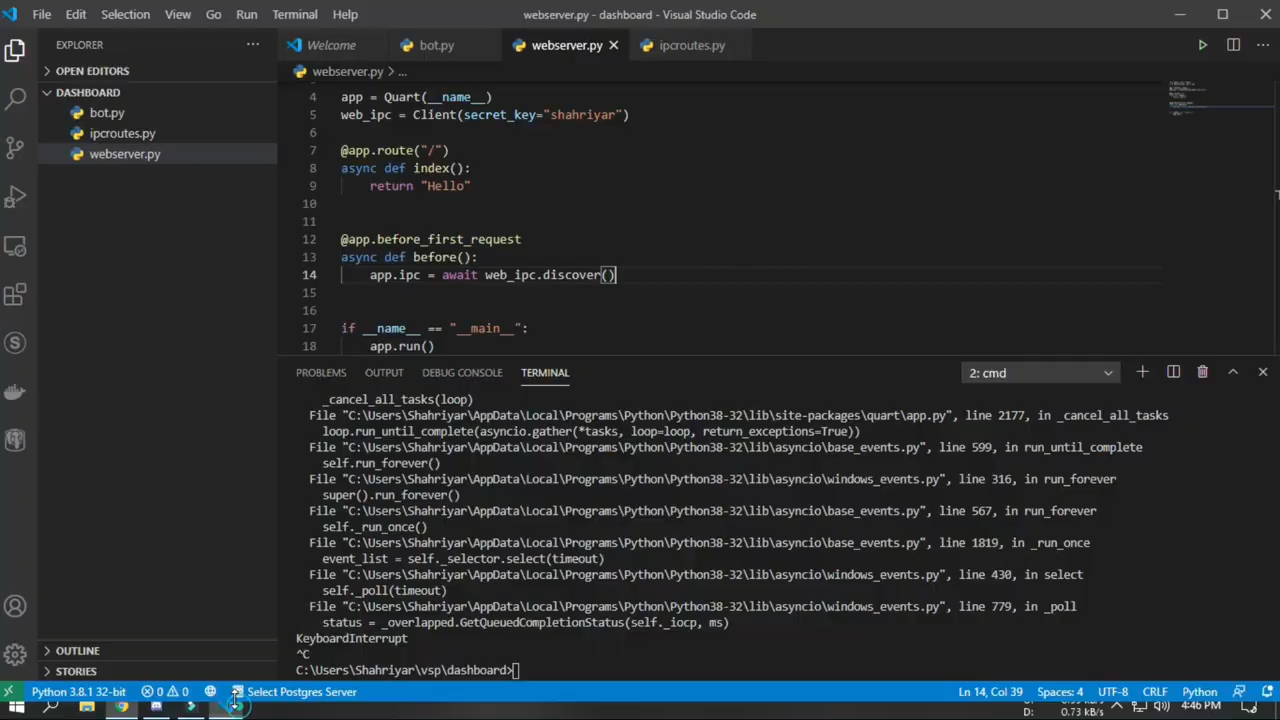 File Edit Selection View Go Run Terminal Help
webserver.py - dashboard - Visual Studio Code
EXPLORER
Welcome bot.py webserver.py ipcroutes.py
OPEN EDITORS
webserver.py > ...
DASHBOARD
bot.py
ipcroutes.py
webserver.py
4 app = Quart(__name__)
5 web_ipc = Client(secret_key="shahriyar")
6
7 @app.route("/")
8 async def index():
9 return "Hello"
10
11
12 @app.before_first_request
13 async def before():
14 app.ipc = await web_ipc.discover()
15
16
17 if __name__ == "__main__":
18 app.run()
PROBLEMS OUTPUT DEBUG CONSOLE TERMINAL
2: cmd
_cancel_all_tasks(loop)
File "C:\Users\Shahriyar\AppData\Local\Programs\Python\Python38-32\lib\site-packages\quart\app.py", line 2177, in _cancel_all_tasks
loop.run_until_complete(asyncio.gather(*tasks, loop=loop, return_exceptions=True))
File "C:\Users\Shahriyar\AppData\Local\Programs\Python\Python38-32\lib\asyncio\base_events.py", line 599, in run_until_complete
self.run_forever()
File "C:\Users\Shahriyar\AppData\Local\Programs\Python\Python38-32\lib\asyncio\windows_events.py", line 316, in run_forever
super().run_forever()
File "C:\Users\Shahriyar\AppData\Local\Programs\Python\Python38-32\lib\asyncio\base_events.py", line 567, in run_forever
self._run_once()
File "C:\Users\Shahriyar\AppData\Local\Programs\Python\Python38-32\lib\asyncio\base_events.py", line 1819, in _run_once
event_list = self._selector.select(timeout)
File "C:\Users\Shahriyar\AppData\Local\Programs\Python\Python38-32\lib\asyncio\windows_events.py", line 430, in select
self._poll(timeout)
File "C:\Users\Shahriyar\AppData\Local\Programs\Python\Python38-32\lib\asyncio\windows_events.py", line 779, in _poll
status = _overlapped.GetQueuedCompletionStatus(self._iocp, ms)
KeyboardInterrupt
^C
C:\Users\Shahriyar\vsp\dashboard>
OUTLINE
STORIES
Python 3.8.1 32-bit 0 0 Select Postgres Server Ln 14, Col 39 Spaces: 4 UTF-8 CRLF Python
D: 0.73 kB/s 4:46 PM